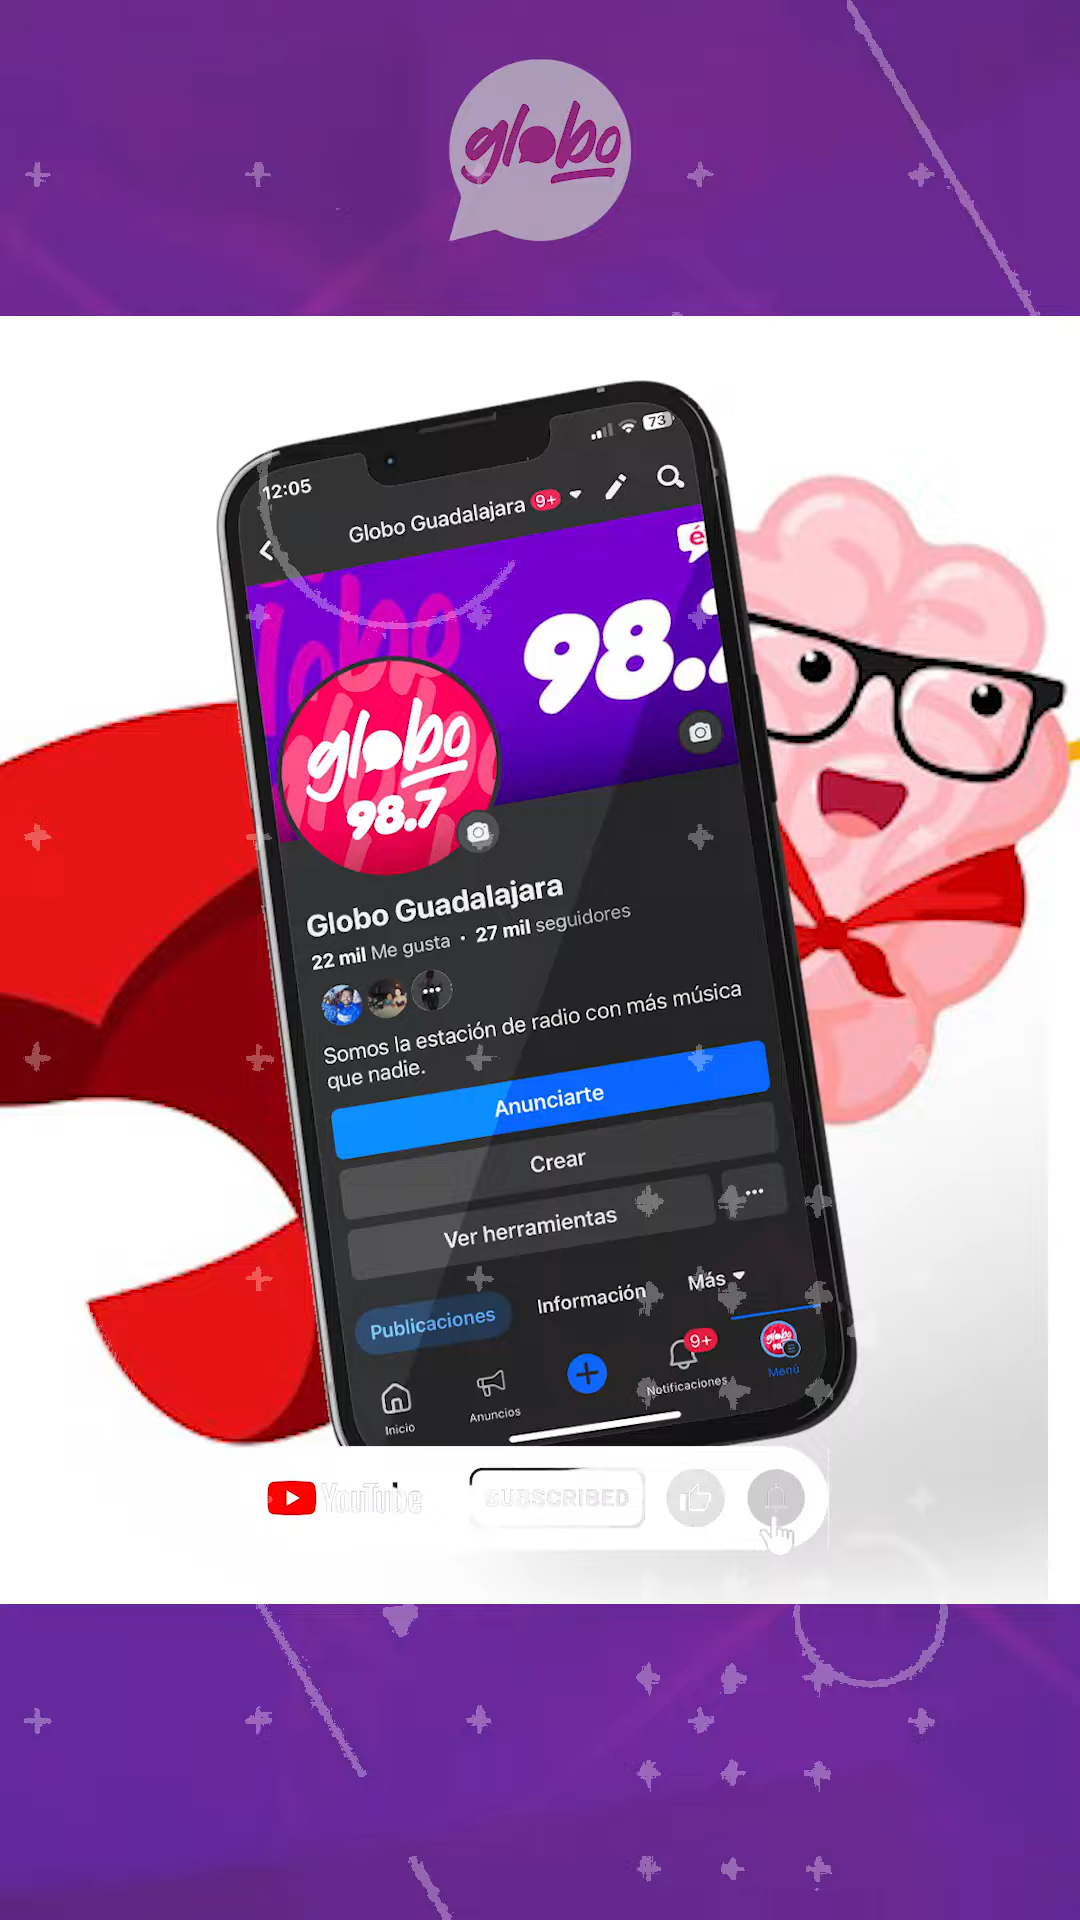 globo
12:05
73
Globo Guadalajara 9+
é
globo
98.
globo
98.7
Globo Guadalajara
22 mil Me gusta · 27 mil seguidores
Somos la estación de radio con más música
que nadie.
Anunciarte
Crear
Ver herramientas
Publicaciones
Información
Más
9+
Inicio
Anuncios
Notificaciones
Menú
YouTube
SUBSCRIBED